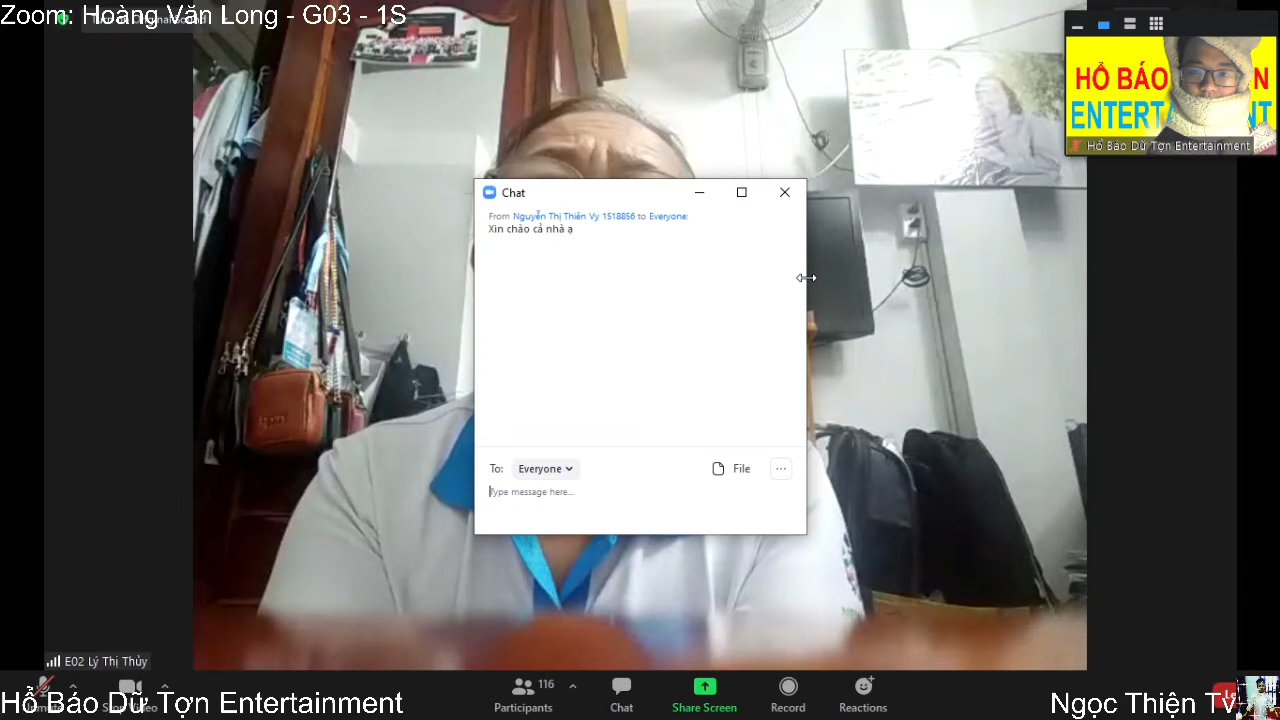 Zoom: Hoàng Văn Long - G03 - 1S
HỔ BÁO
ENTERT
NT
Hổ Báo Dữ Tợn Entertainment
Chat
From Nguyễn Thị Thiên Vy 1518856 to Everyone:
Xin chào cả nhà ạ
To: Everyone
File
Type message here...
E02 Lý Thị Thủy
116
Participants
Chat
Share Screen
Record
Reactions
Hổ Báo Dữ Tợn Entertainment
Ngọc Thiện Tv